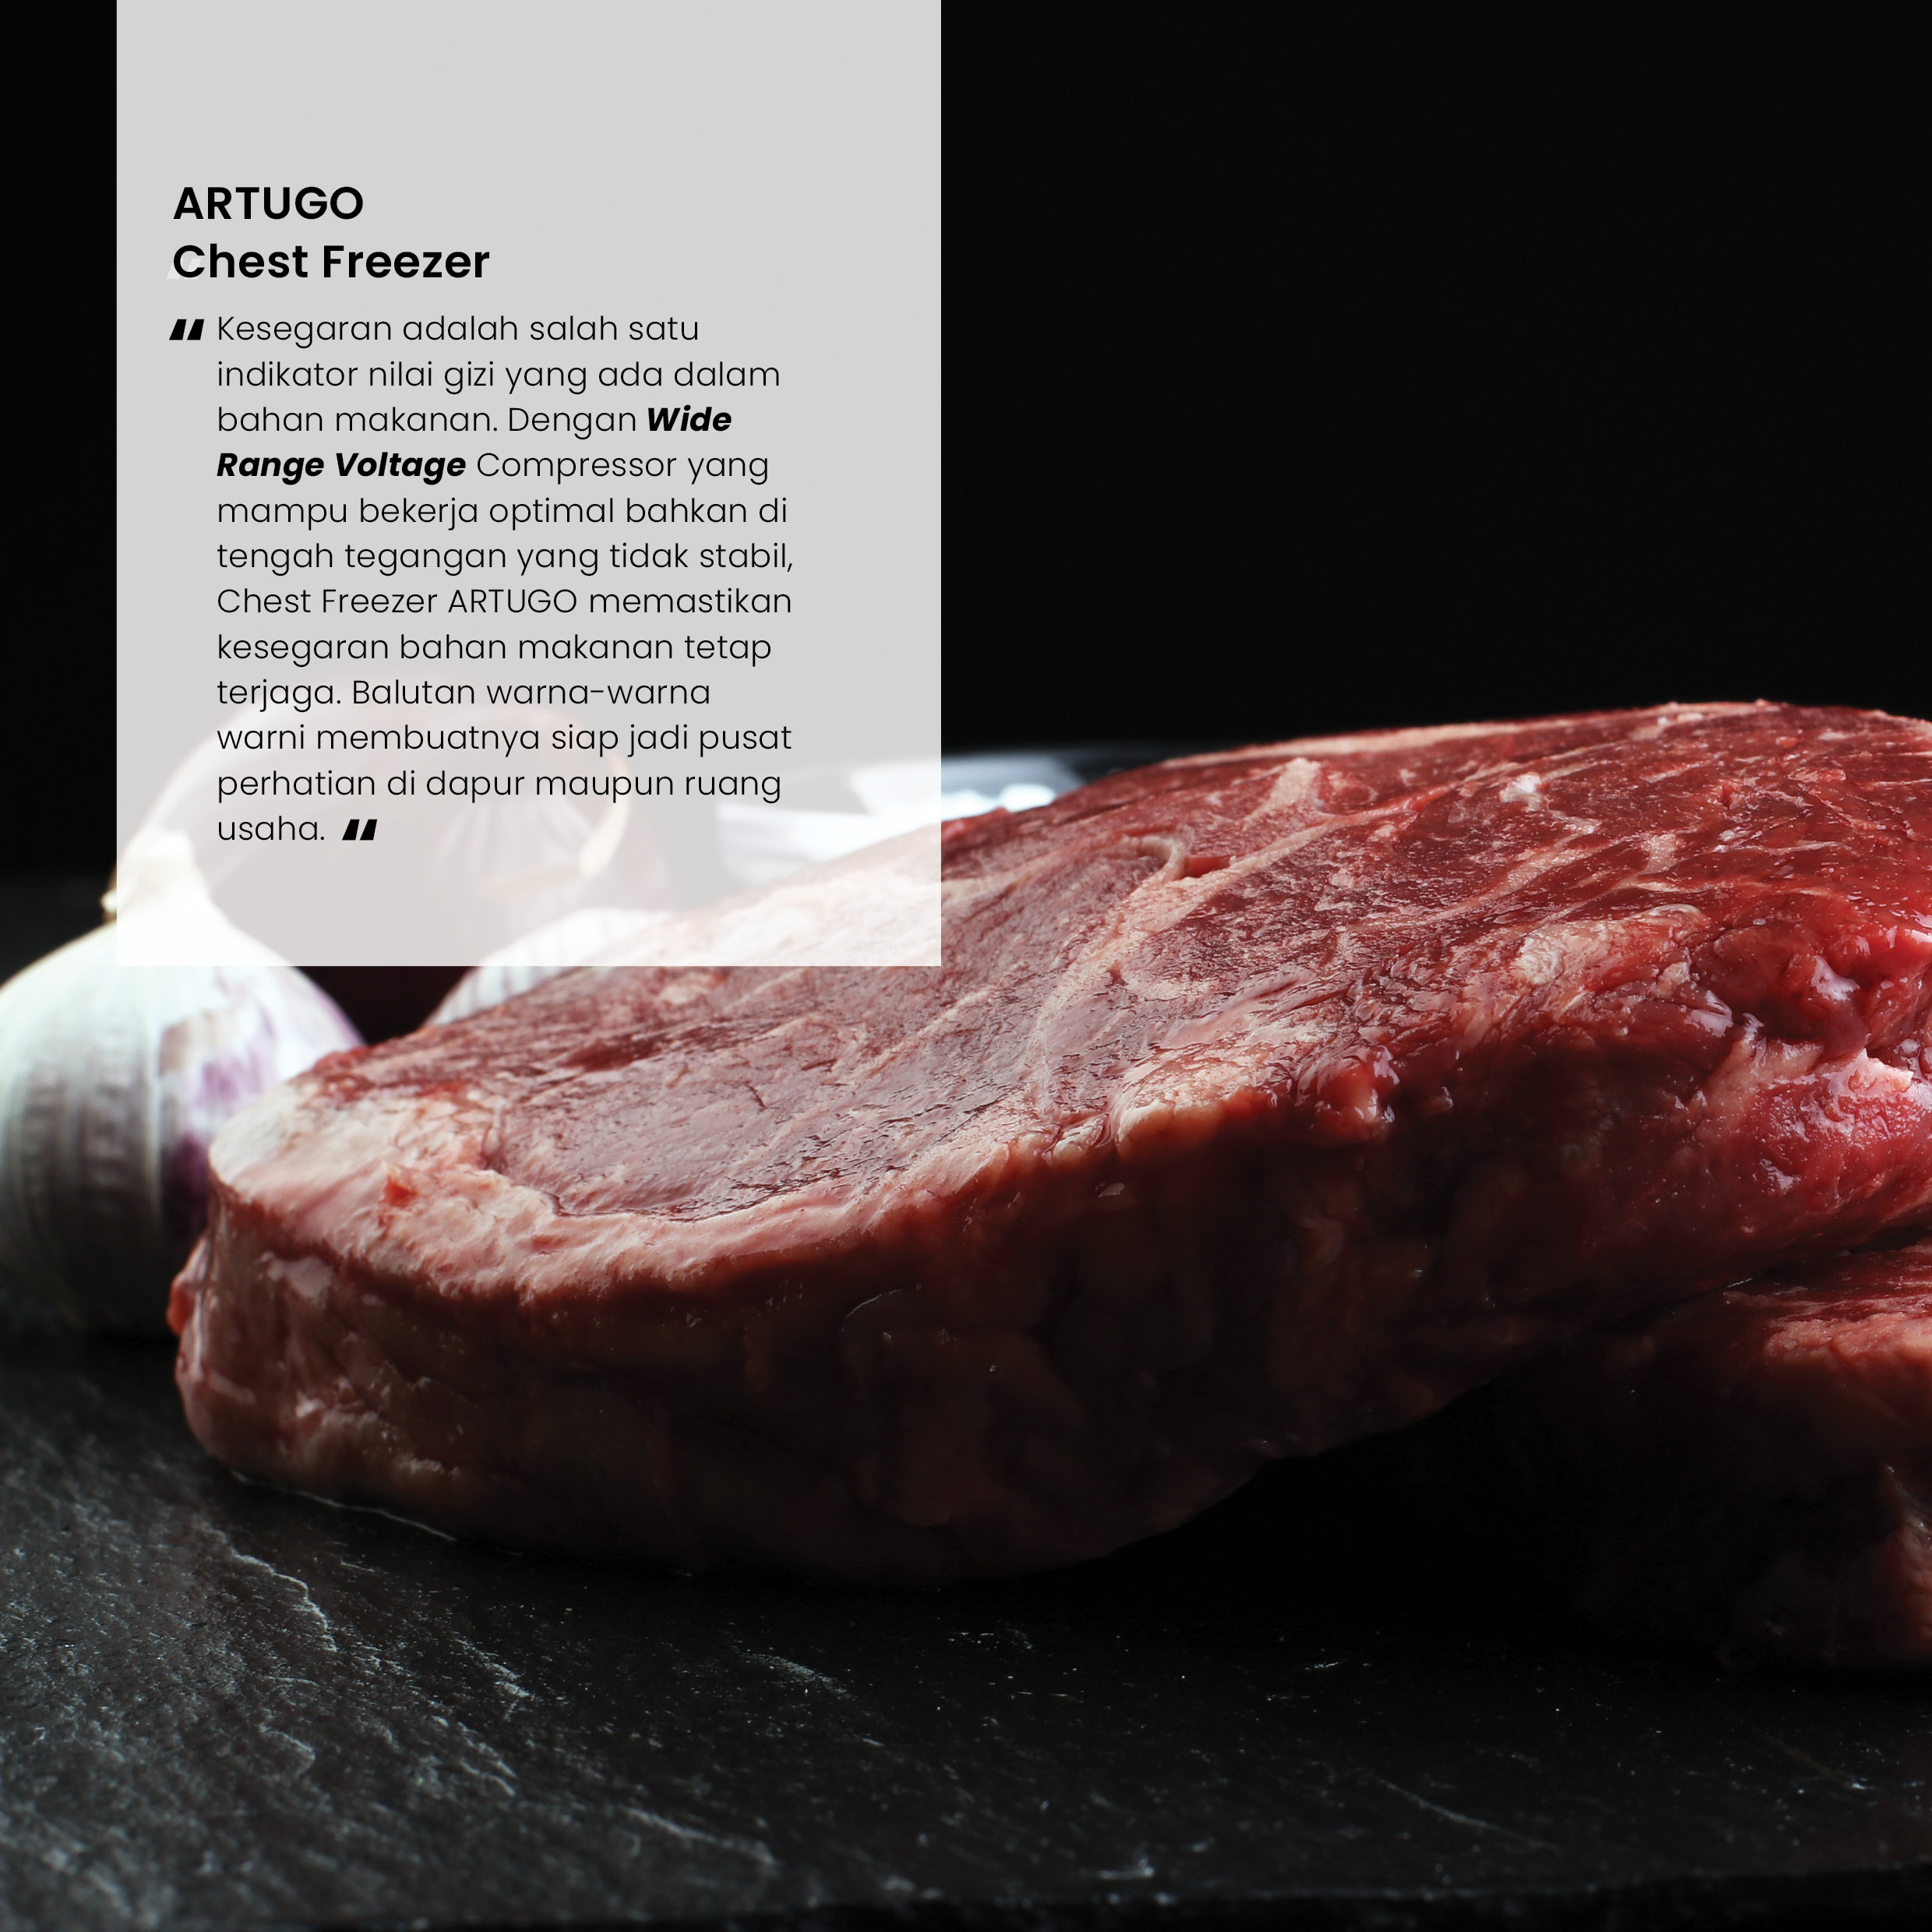 ARTUGO
Chest Freezer
" Kesegaran adalah salah satu
indikator nilai gizi yang ada dalam
bahan makanan. Dengan Wide
Range Voltage Compressor yang
mampu bekerja optimal bahkan di
tengah tegangan yang tidak stabil,
Chest Freezer ARTUGO memastikan
kesegaran bahan makanan tetap
terjaga. Balutan warna-warna
warni membuatnya siap jadi pusat
perhatian di dapur maupun ruang
usaha. "